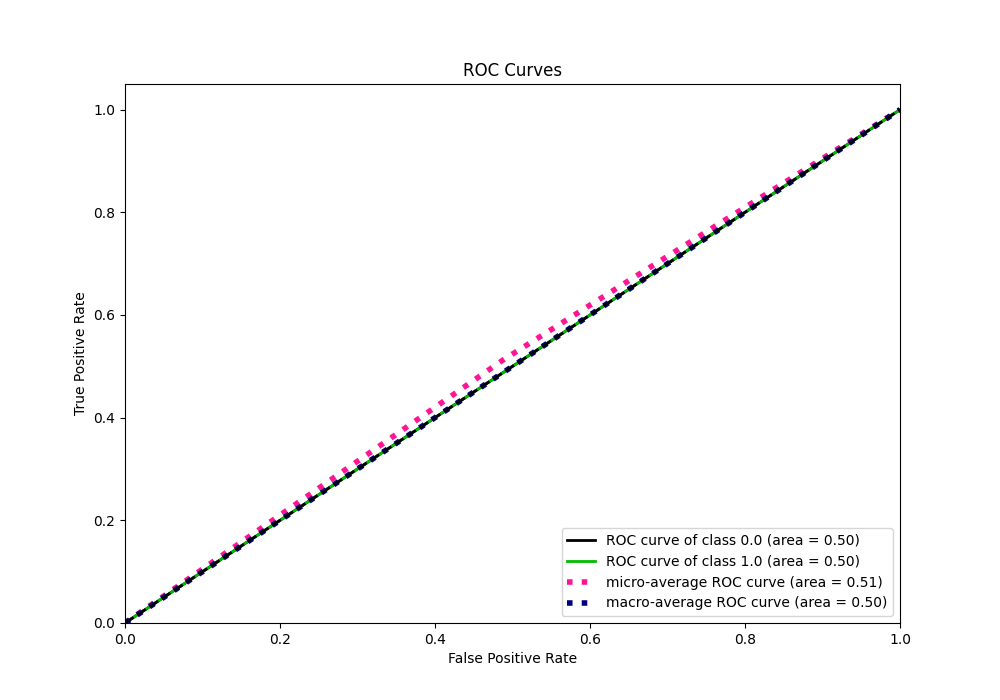 ROC Curves
True Positive Rate
1.0
0.8
0.6
0.4
0.2
0.0
0.0 0.2 0.4 0.6 0.8 1.0
False Positive Rate
ROC curve of class 0.0 (area = 0.50)
ROC curve of class 1.0 (area = 0.50)
micro-average ROC curve (area = 0.51)
macro-average ROC curve (area = 0.50)